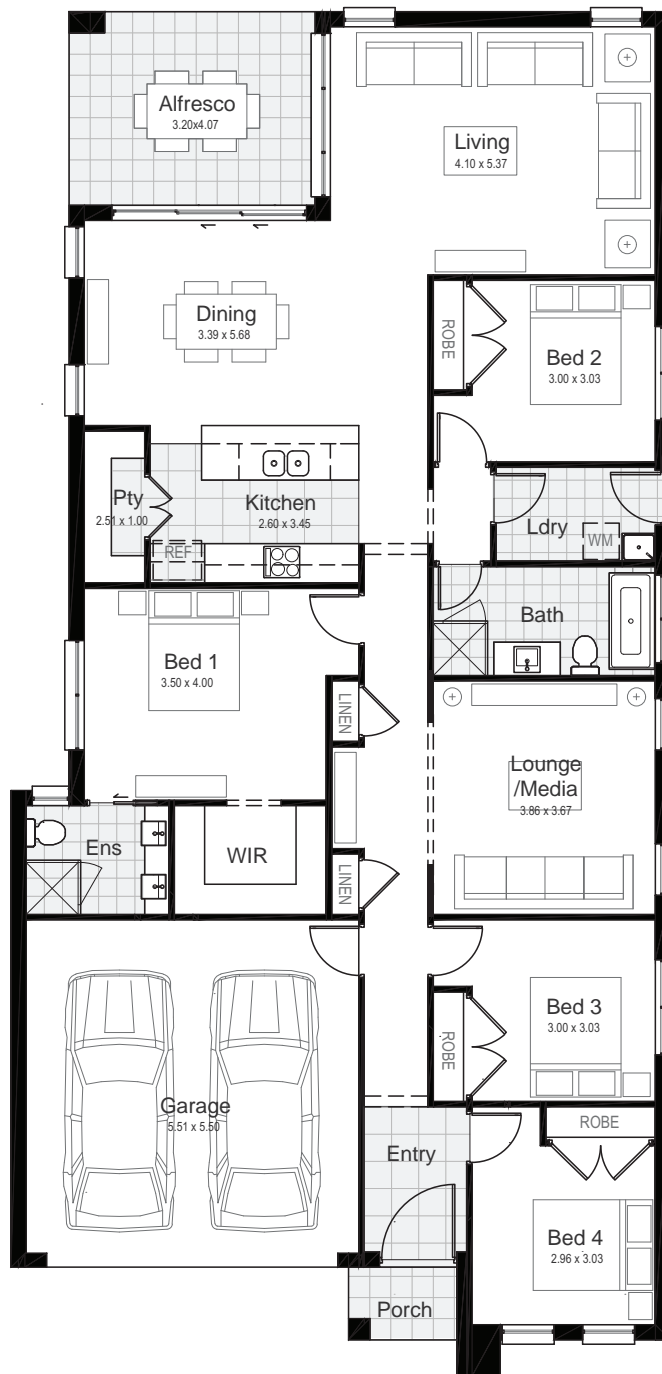 Alfresco
3.20x4.07
Living
4.10 x 5.37
Dining
3.39 x 5.68
ROBE
Bed 2
3.00 x 3.03
Pty
2.51 x 1.00
Kitchen
2.60 x 3.45
REF
Ldry
WM
Bath
Bed 1
3.50 x 4.00
LINEN
Lounge
/Media
3.86 x 3.67
Ens
WIR
LINEN
Bed 3
3.00 x 3.03
ROBE
Garage
5.51 x 5.50
Entry
ROBE
Bed 4
2.96 x 3.03
Porch